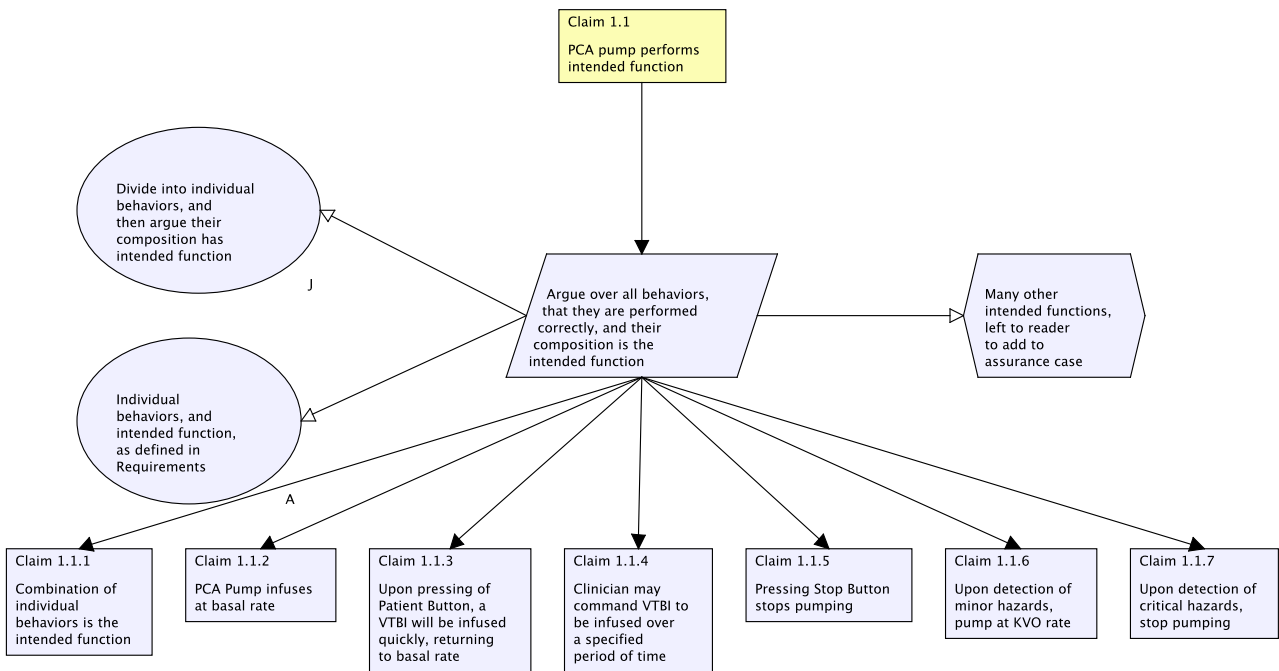 Claim 1.1
PCA pump performs
intended function
Divide into individual
behaviors, and
then argue their
composition has
intended function
J
Argue over all behaviors,
that they are performed
correctly, and their
composition is the
intended function
Many other
intended functions,
left to reader
to add to
assurance case
Individual
behaviors, and
intended function,
as defined in
Requirements
A
Claim 1.1.1
Combination of
individual
behaviors is the
intended function
Claim 1.1.2
PCA Pump infuses
at basal rate
Claim 1.1.3
Upon pressing of
Patient Button, a
VTBI will be infused
quickly, returning
to basal rate
Claim 1.1.4
Clinician may
command VTBI to
be infused over
a specified
period of time
Claim 1.1.5
Pressing Stop Button
stops pumping
Claim 1.1.6
Upon detection of
minor hazards,
pump at KVO rate
Claim 1.1.7
Upon detection of
critical hazards,
stop pumping